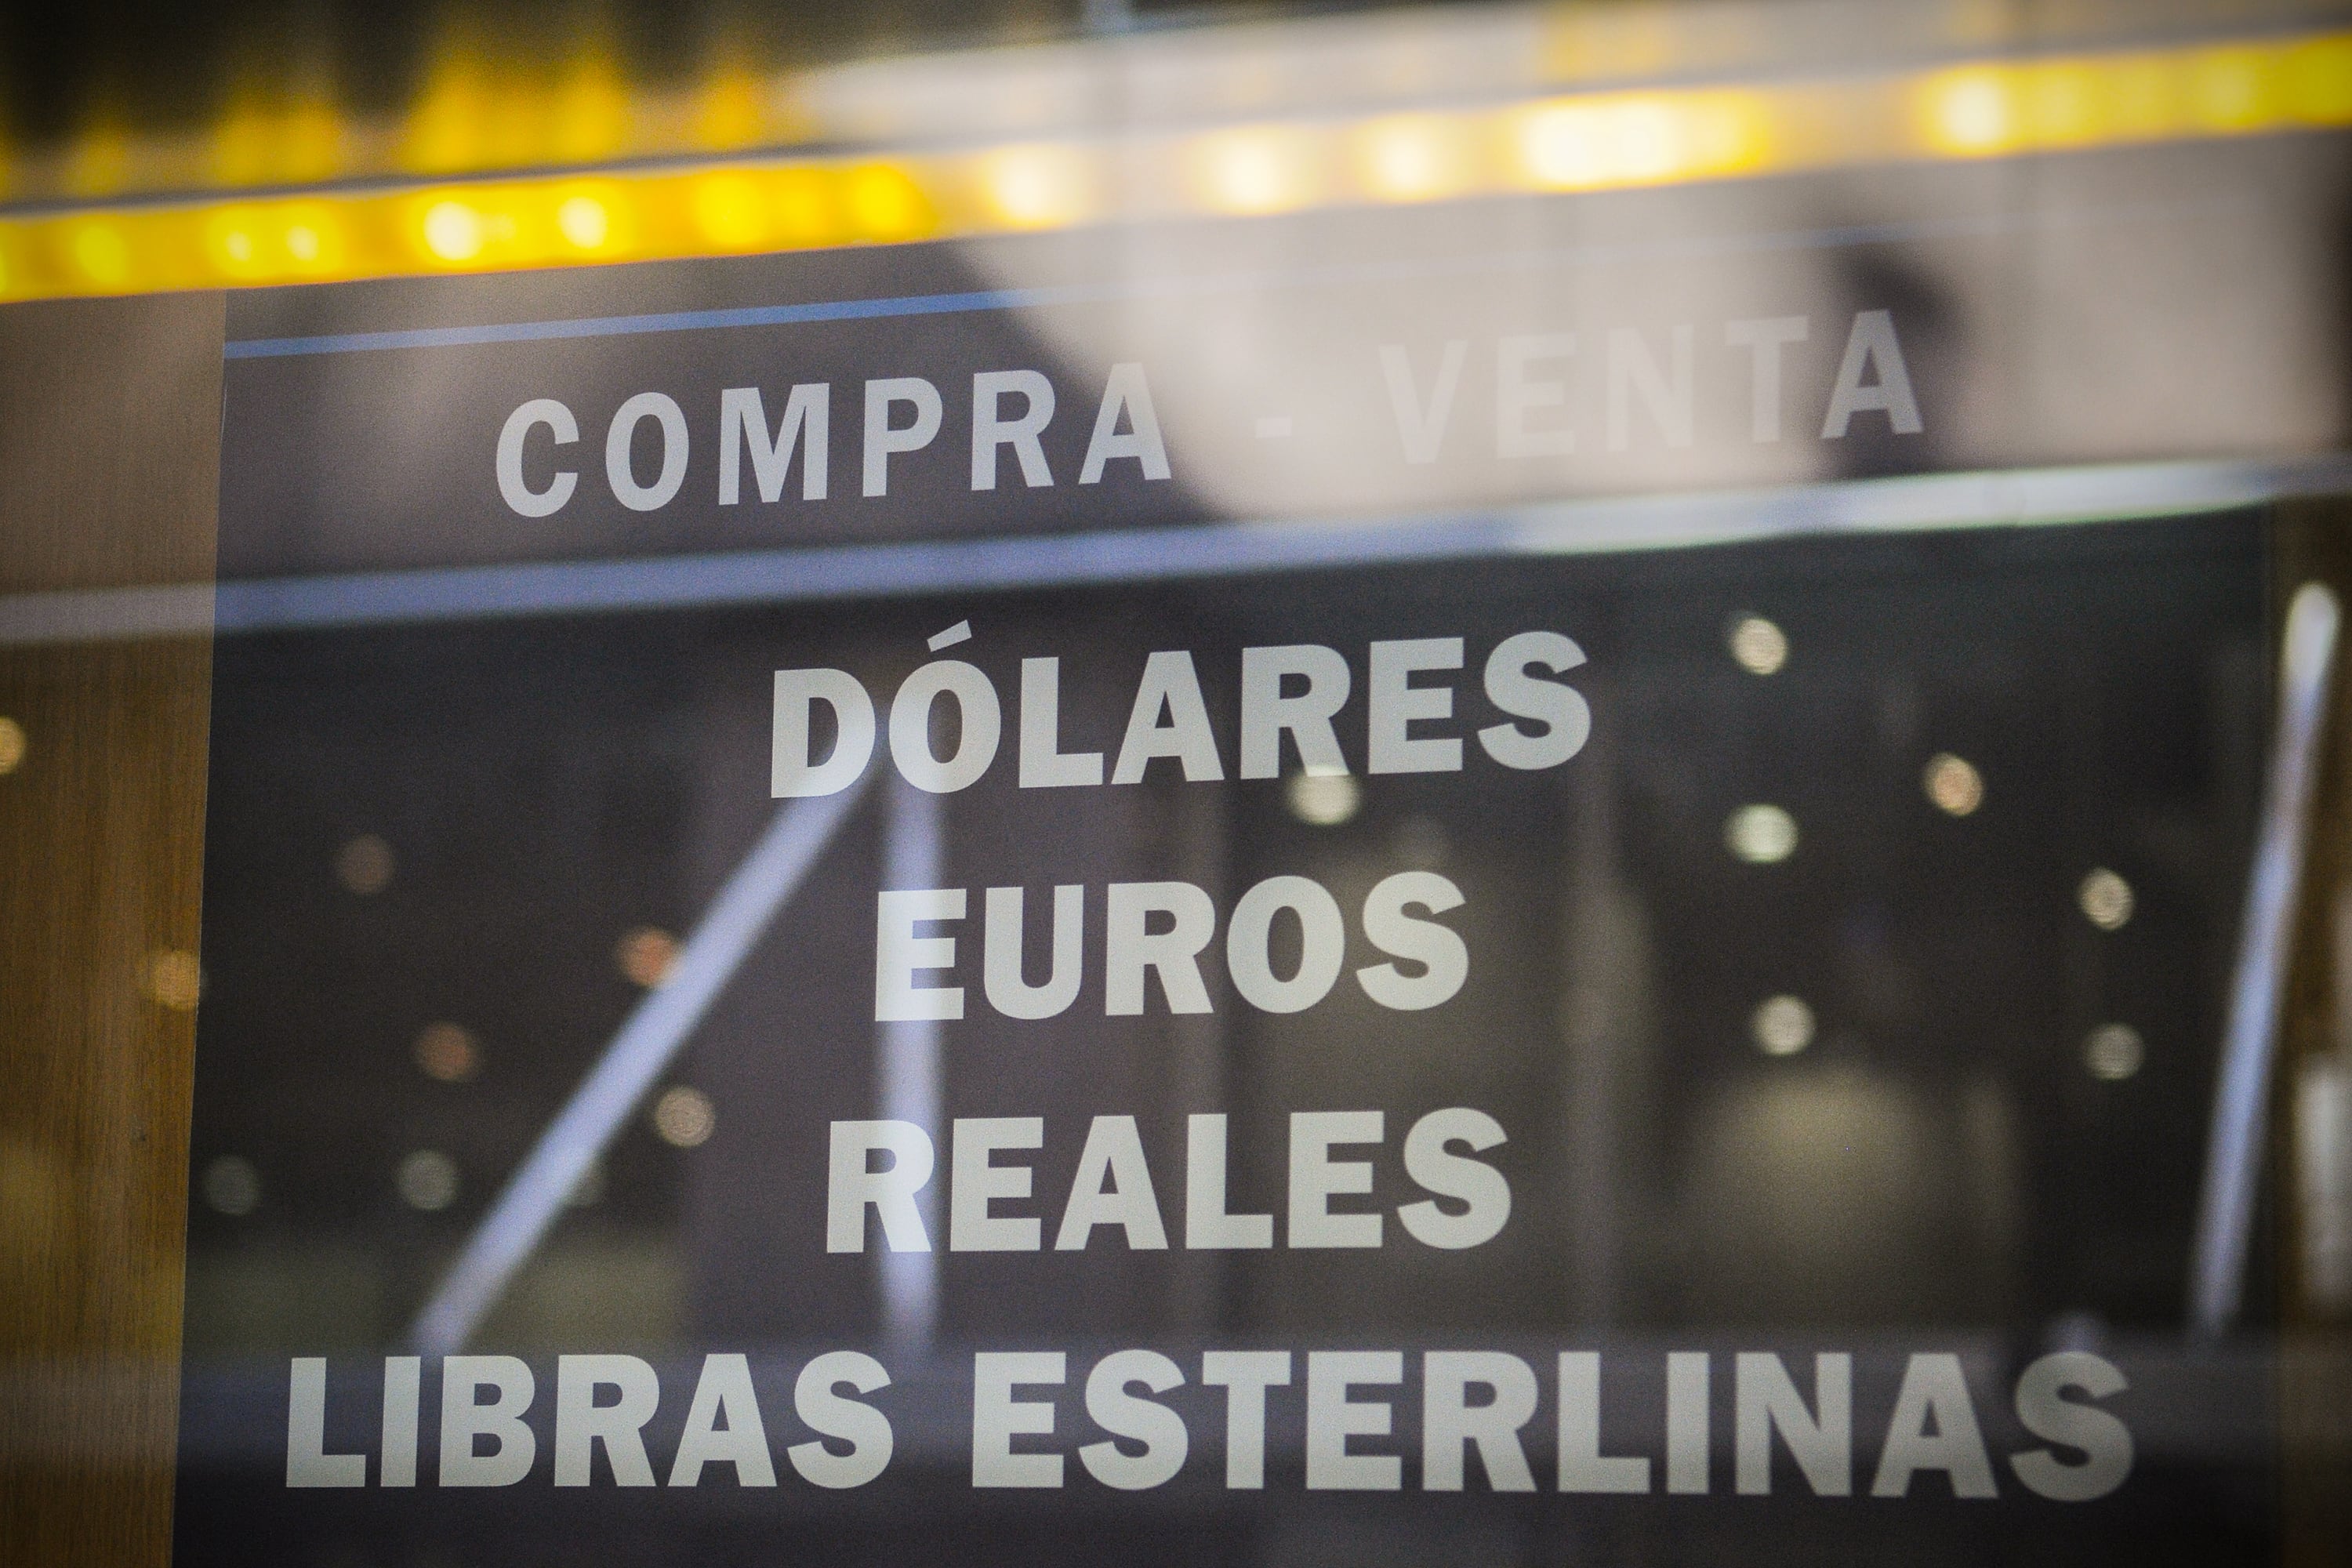 COMPRA - VENTA
DÓLARES
EUROS
REALES
LIBRAS ESTERLINAS